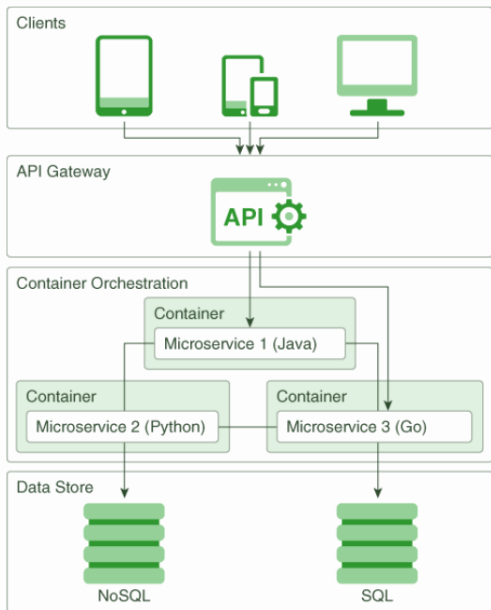 Clients
API Gateway
API
Container Orchestration
Container
Microservice 1 (Java)
Container
Microservice 2 (Python)
Container
Microservice 3 (Go)
Data Store
NoSQL
SQL